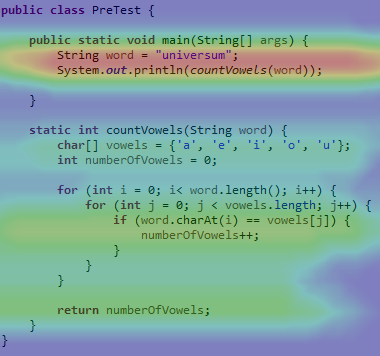 public class PreTest {
public static void main(String[] args) {
String word = "universum";
System.out.println(countVowels(word));
}
static int countVowels(String word) {
char[] vowels = {'a', 'e', 'i', 'o', 'u'};
int numberOfVowels = 0;
for (int i = 0; i< word.length(); i++) {
for (int j = 0; j < vowels.length; j++) {
if (word.charAt(i) == vowels[j]) {
numberOfVowels++;
}
}
}
return numberOfVowels;
}
}